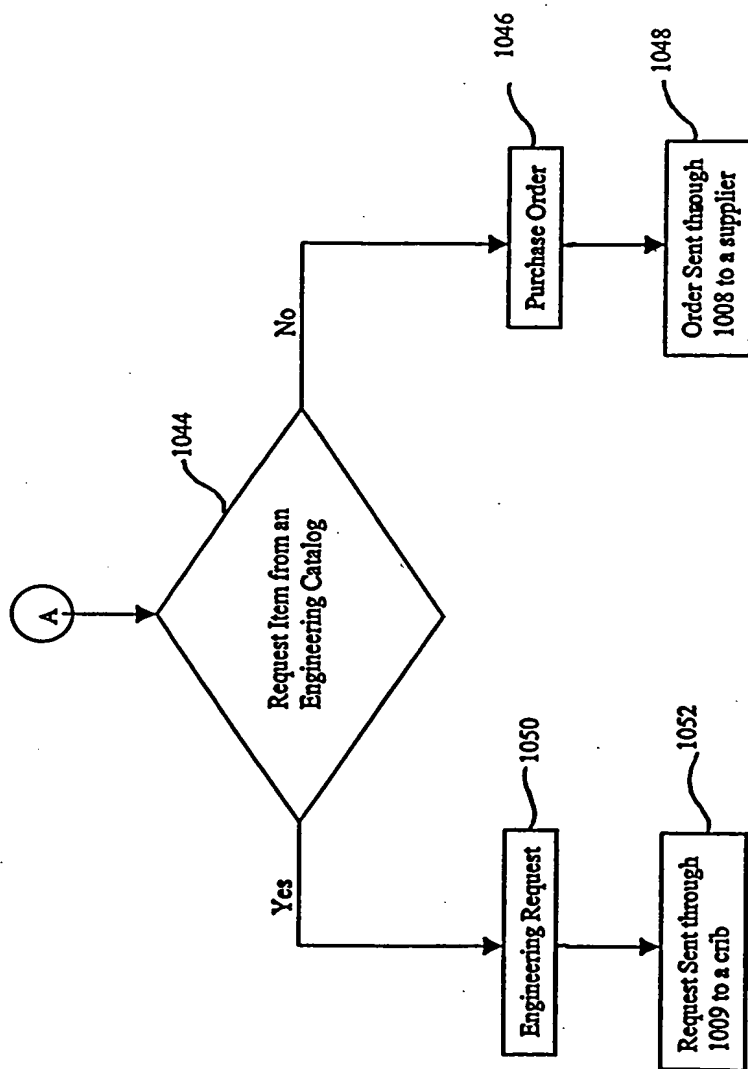 A
1044
Request Item from an
Engineering Catalog
Yes
No
1050
Engineering Request
1046
Purchase Order
1052
Request Sent through
1009 to a crib
1048
Order Sent through
1008 to a supplier